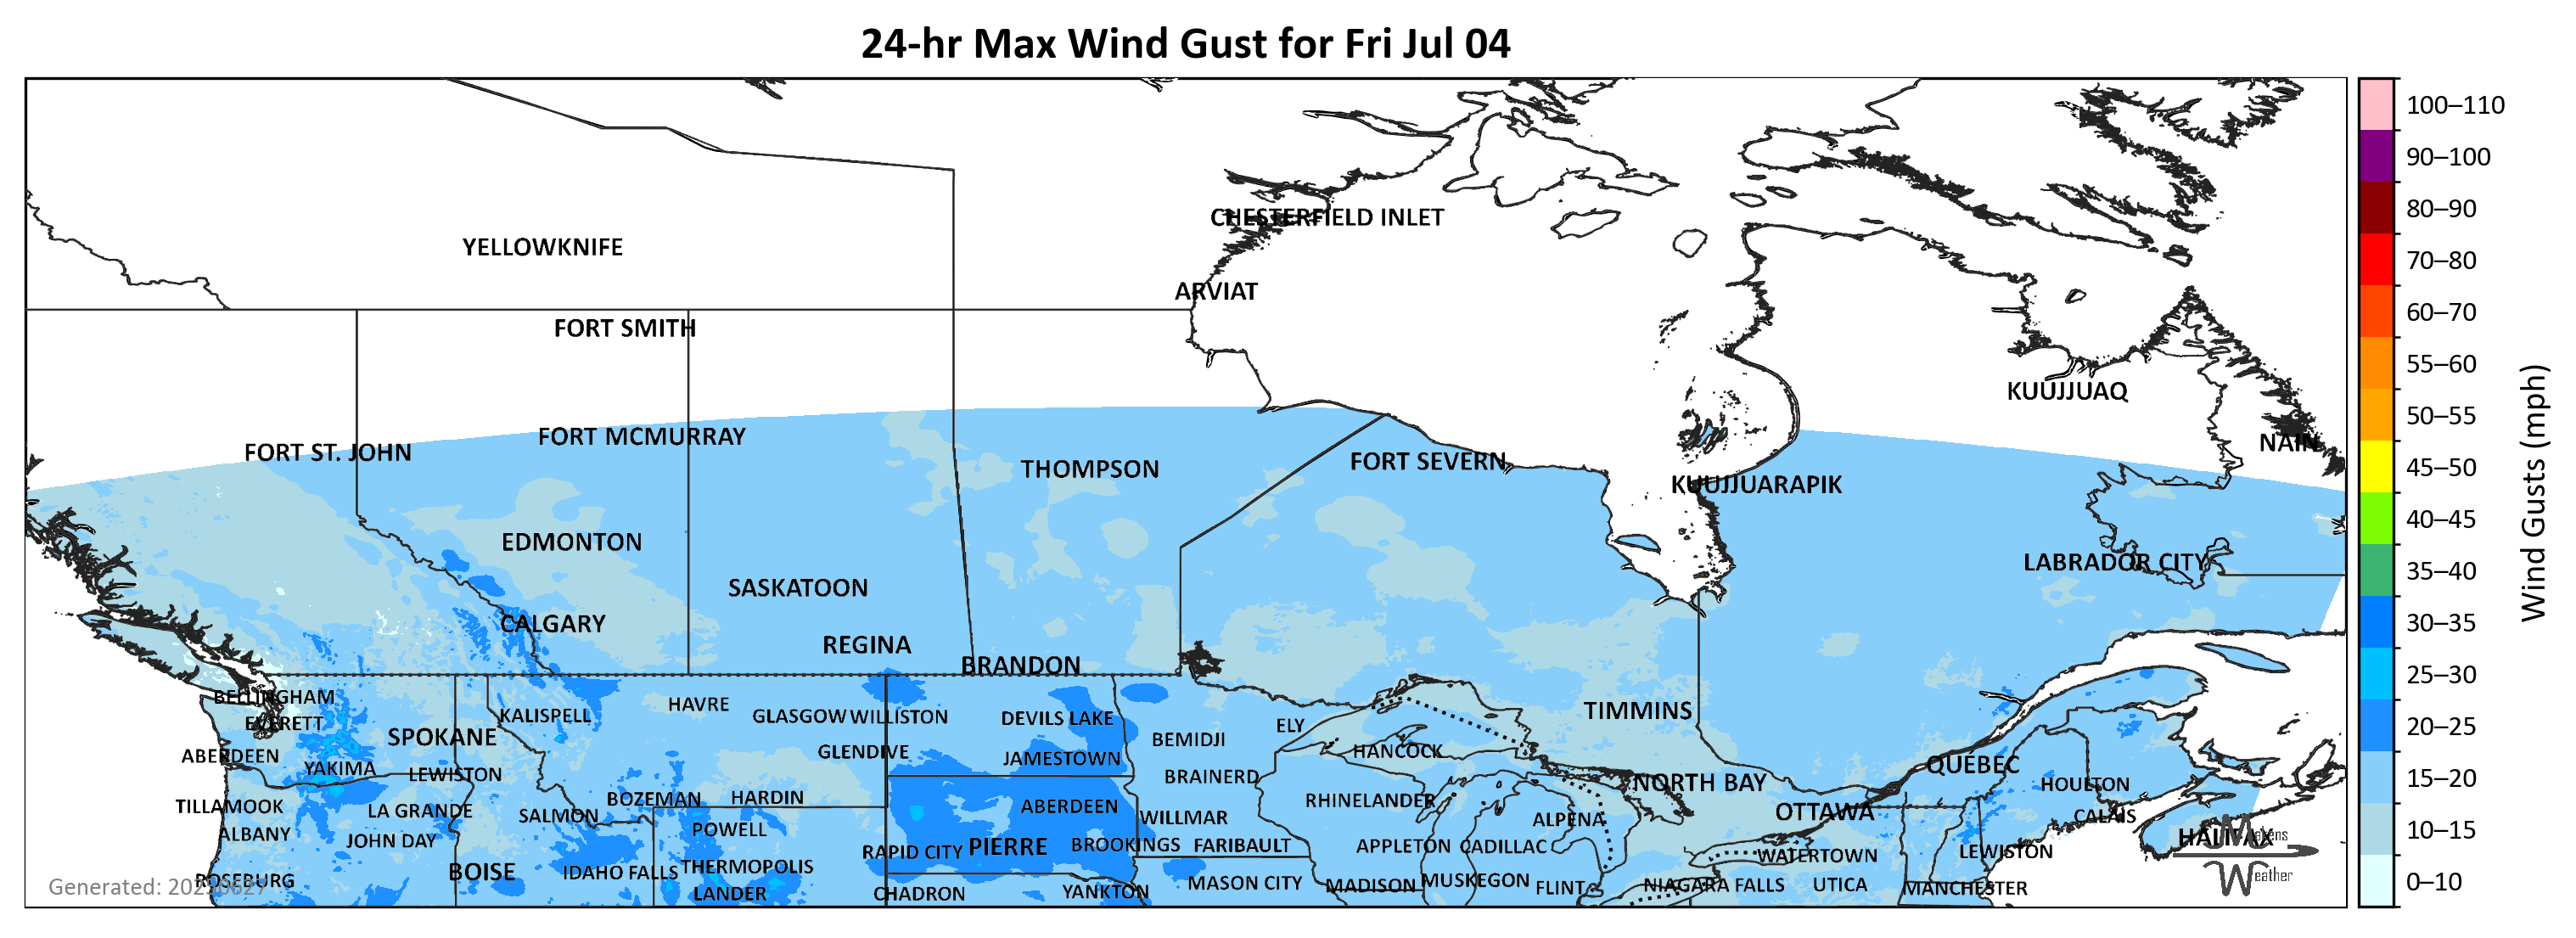 24-hr Max Wind Gust for Fri Jul 04
100–110
90–100
80–90
70–80
60–70
55–60
50–55
45–50
40–45
35–40
30–35
25–30
20–25
15–20
10–15
0–10
Wind Gusts (mph)
CHESTERFIELD INLET
YELLOWKNIFE
ARVIAT
FORT SMITH
KUUJJUAQ
FORT MCMURRAY
NAIN
FORT ST. JOHN
FORT SEVERN
THOMPSON
KUUJJUARAPIK
EDMONTON
LABRADOR CITY
SASKATOON
CALGARY
REGINA
BRANDON
BELLINGHAM
HAVRE
TIMMINS
KALISPELL
GLASGOW
WILLISTON
DEVILS LAKE
EVERETT
ELY
SPOKANE
BEMIDJI
GLENDIVE
HANCOCK
ABERDEEN
JAMESTOWN
QUÉBEC
YAKIMA
LEWISTON
BRAINERD
NORTH BAY
HOULTON
BOZEMAN
HARDIN
RHINELANDER
TILLAMOOK
ABERDEEN
LA GRANDE
OTTAWA
SALMON
CALAIS
WILLMAR
ALPENA
POWELL
ALBANY
HALIFAX
Makens
Weather
JOHN DAY
PIERRE
BROOKINGS
FARIBAULT
APPLETON
CADILLAC
RAPID CITY
LEWISTON
WATERTOWN
THERMOPOLIS
BOISE
IDAHO FALLS
ROSEBURG
MUSKEGON
MASON CITY
MADISON
NIAGARA FALLS
UTICA
Generated:
FLINT
MANCHESTER
YANKTON
LANDER
CHADRON